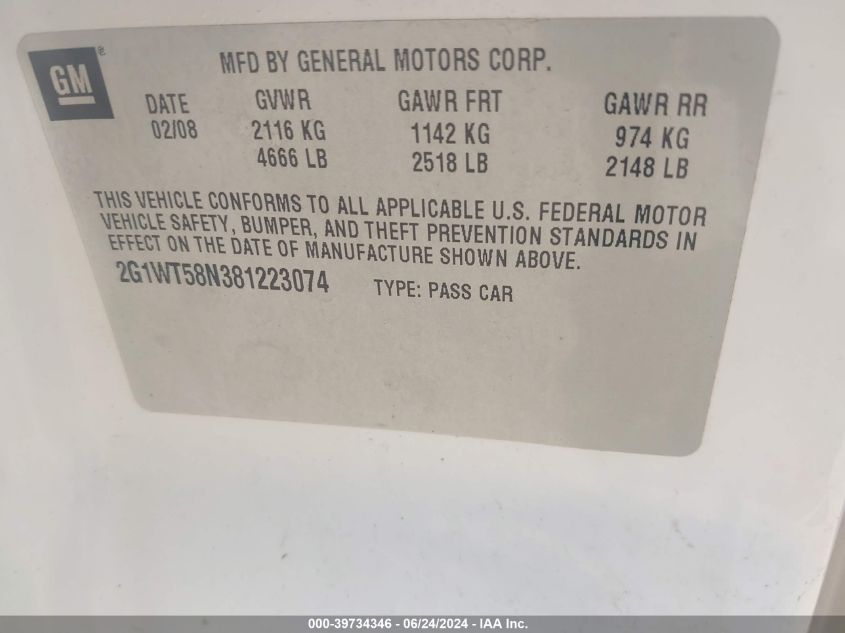 GM ®
MFD BY GENERAL MOTORS CORP.
DATE GVWR GAWR FRT GAWR RR
02/08 2116 KG 1142 KG 974 KG
4666 LB 2518 LB 2148 LB
THIS VEHICLE CONFORMS TO ALL APPLICABLE U.S. FEDERAL MOTOR
VEHICLE SAFETY, BUMPER, AND THEFT PREVENTION STANDARDS IN
EFFECT ON THE DATE OF MANUFACTURE SHOWN ABOVE.
2G1WT58N381223074 TYPE: PASS CAR
000-39734346 - 06/24/2024 - IAA Inc.